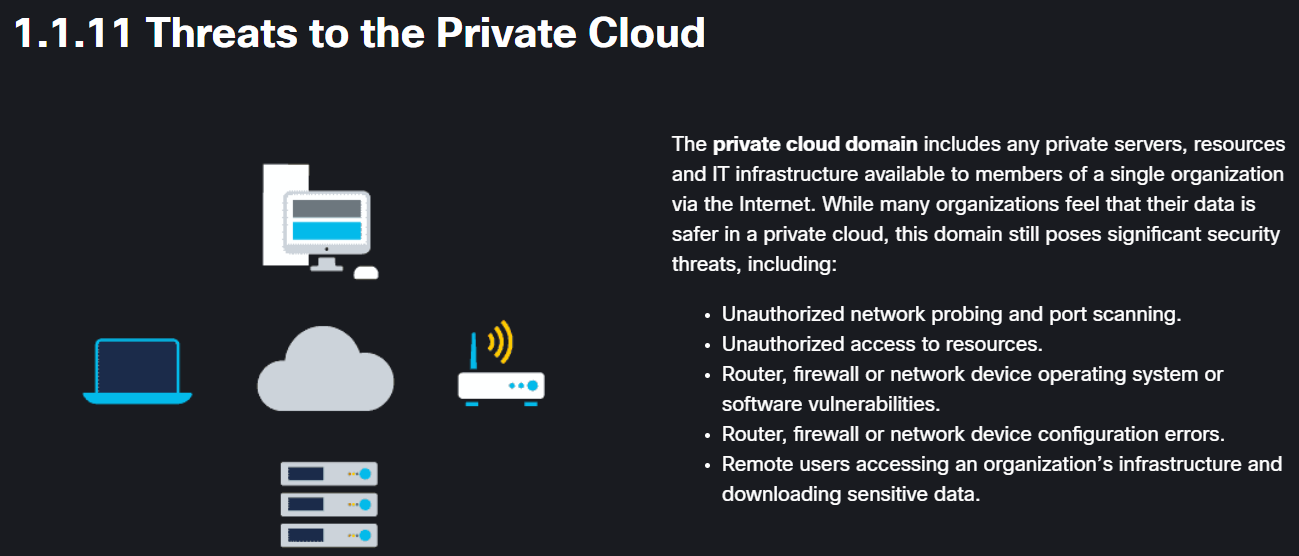 1.1.11 Threats to the Private Cloud
The private cloud domain includes any private servers, resources
and IT infrastructure available to members of a single organization
via the Internet. While many organizations feel that their data is
safer in a private cloud, this domain still poses significant security
threats, including:
• Unauthorized network probing and port scanning.
• Unauthorized access to resources.
• Router, firewall or network device operating system or
software vulnerabilities.
• Router, firewall or network device configuration errors.
• Remote users accessing an organization’s infrastructure and
downloading sensitive data.